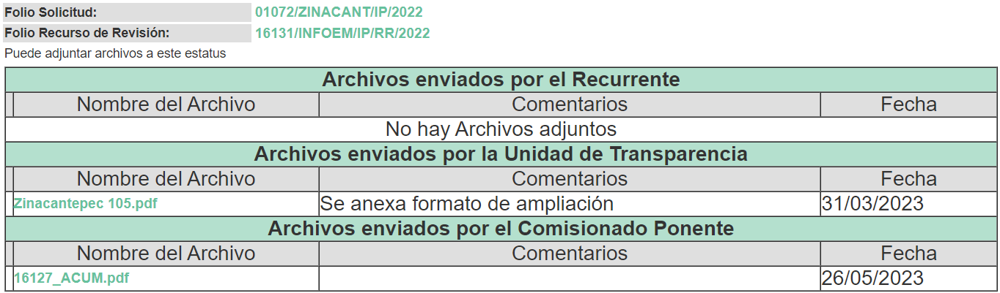 Folio Solicitud: 01072/ZINACANT/IP/2022
Folio Recurso de Revisión: 16131/INFOEM/IP/RR/2022
Puede adjuntar archivos a este estatus
Archivos enviados por el Recurrente
Nombre del Archivo Comentarios Fecha
No hay Archivos adjuntos
Archivos enviados por la Unidad de Transparencia
Nombre del Archivo Comentarios Fecha
Zinacantepec 105.pdf Se anexa formato de ampliación 31/03/2023
Archivos enviados por el Comisionado Ponente
Nombre del Archivo Comentarios Fecha
16127_ACUM.pdf 26/05/2023